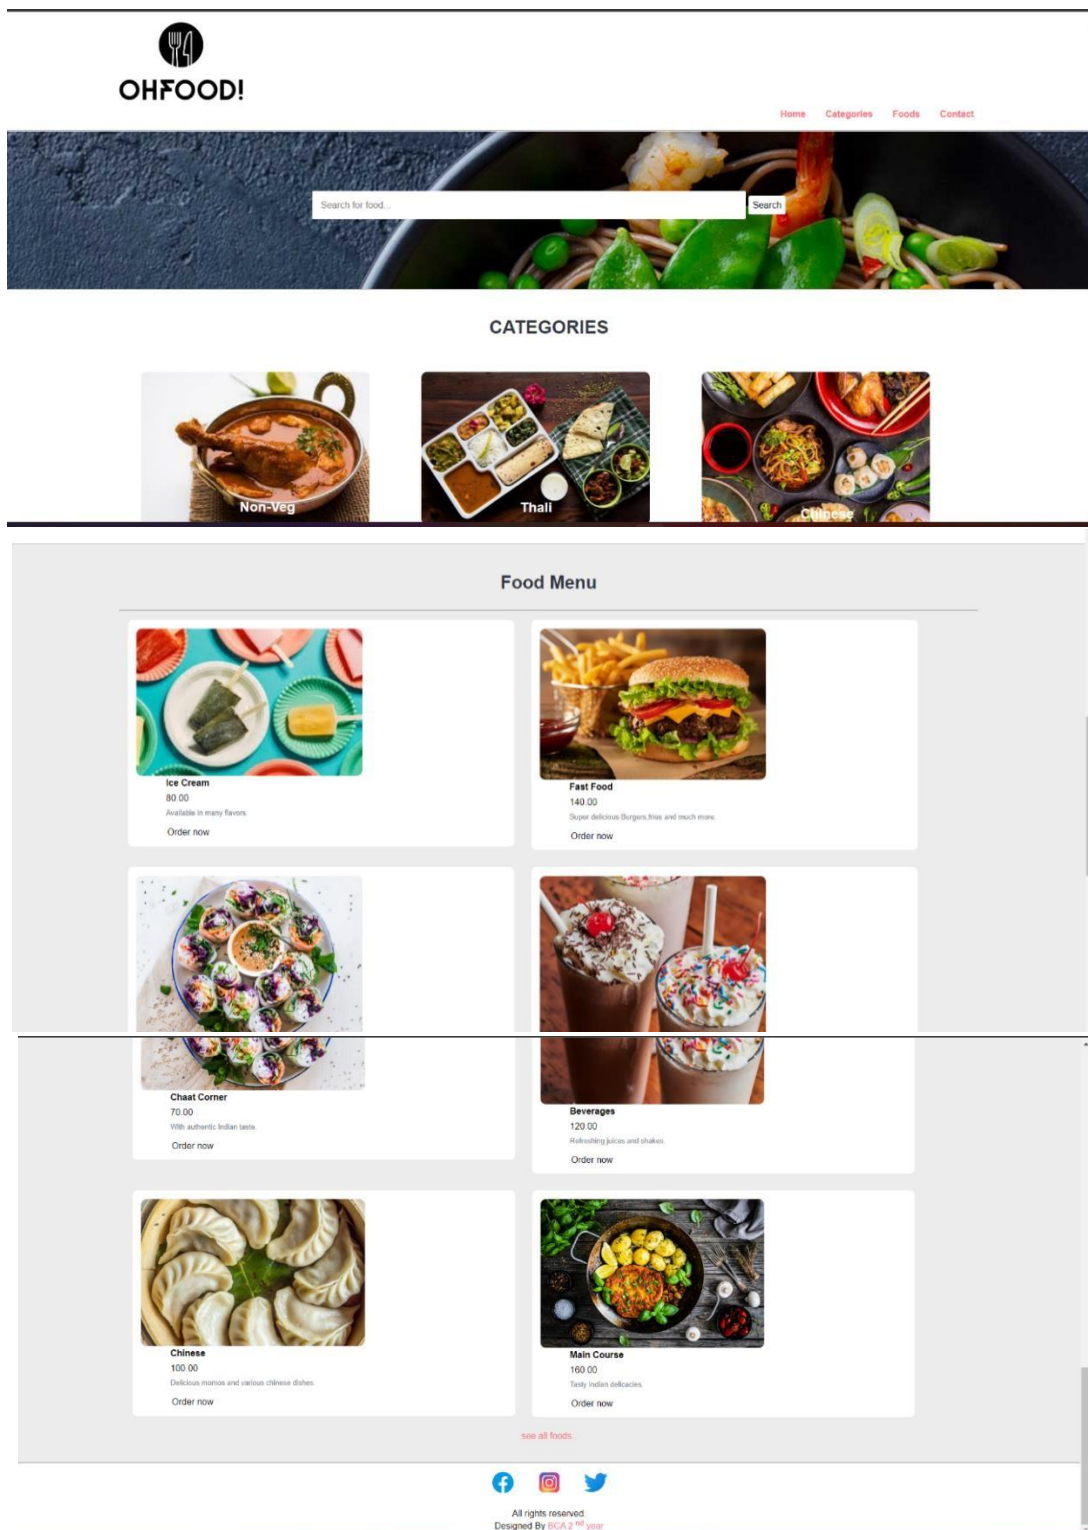 OHFOOD!
Home Categories Foods Contact
Search for food... Search
CATEGORIES
Non-Veg Thali Chinese
Food Menu
Ice Cream
80.00
Available in many flavors.
Order now
Fast Food
140.00
Super delicious Burgers,fries and much more.
Order now
Chaat Corner
70.00
With authentic Indian taste.
Order now
Beverages
120.00
Refreshing juices and shakes.
Order now
Chinese
100.00
Delicious momos and various chinese dishes.
Order now
Main Course
160.00
Tasty Indian delicacies.
Order now
see all foods
All rights reserved.
Designed By BCA 2 nd year